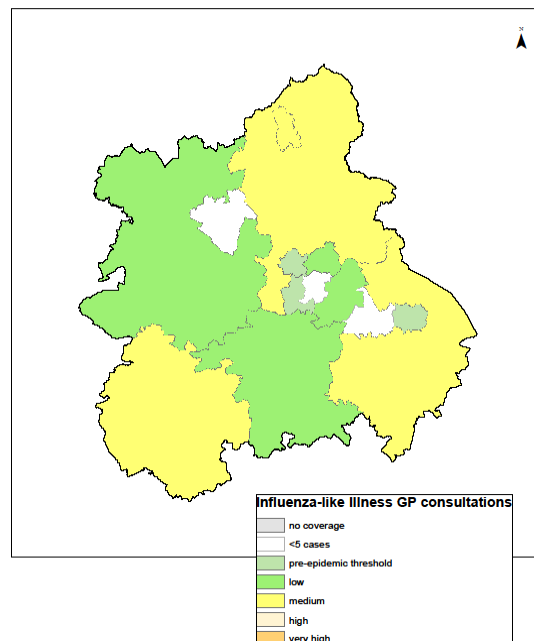 N
Influenza-like Illness GP consultations
no coverage
<5 cases
pre-epidemic threshold
low
medium
high
very high